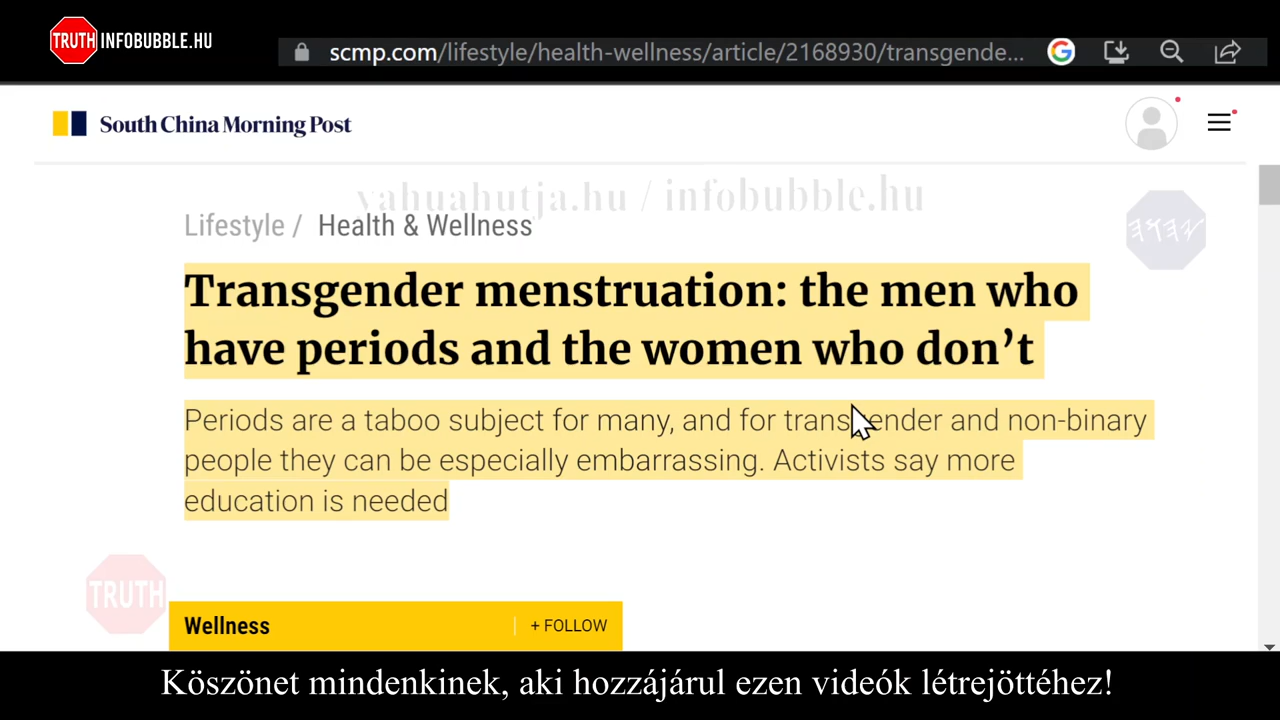 TRUTH INFOBUBBLE.HU
scmp.com/lifestyle/health-wellness/article/2168930/transgende...
South China Morning Post
yahuahutja.hu / infobubble.hu
Lifestyle / Health & Wellness
Transgender menstruation: the men who
have periods and the women who don’t
Periods are a taboo subject for many, and for transgender and non-binary
people they can be especially embarrassing. Activists say more
education is needed
TRUTH
Wellness + FOLLOW
Köszönet mindenkinek, aki hozzájárul ezen videók létrejöttéhez!